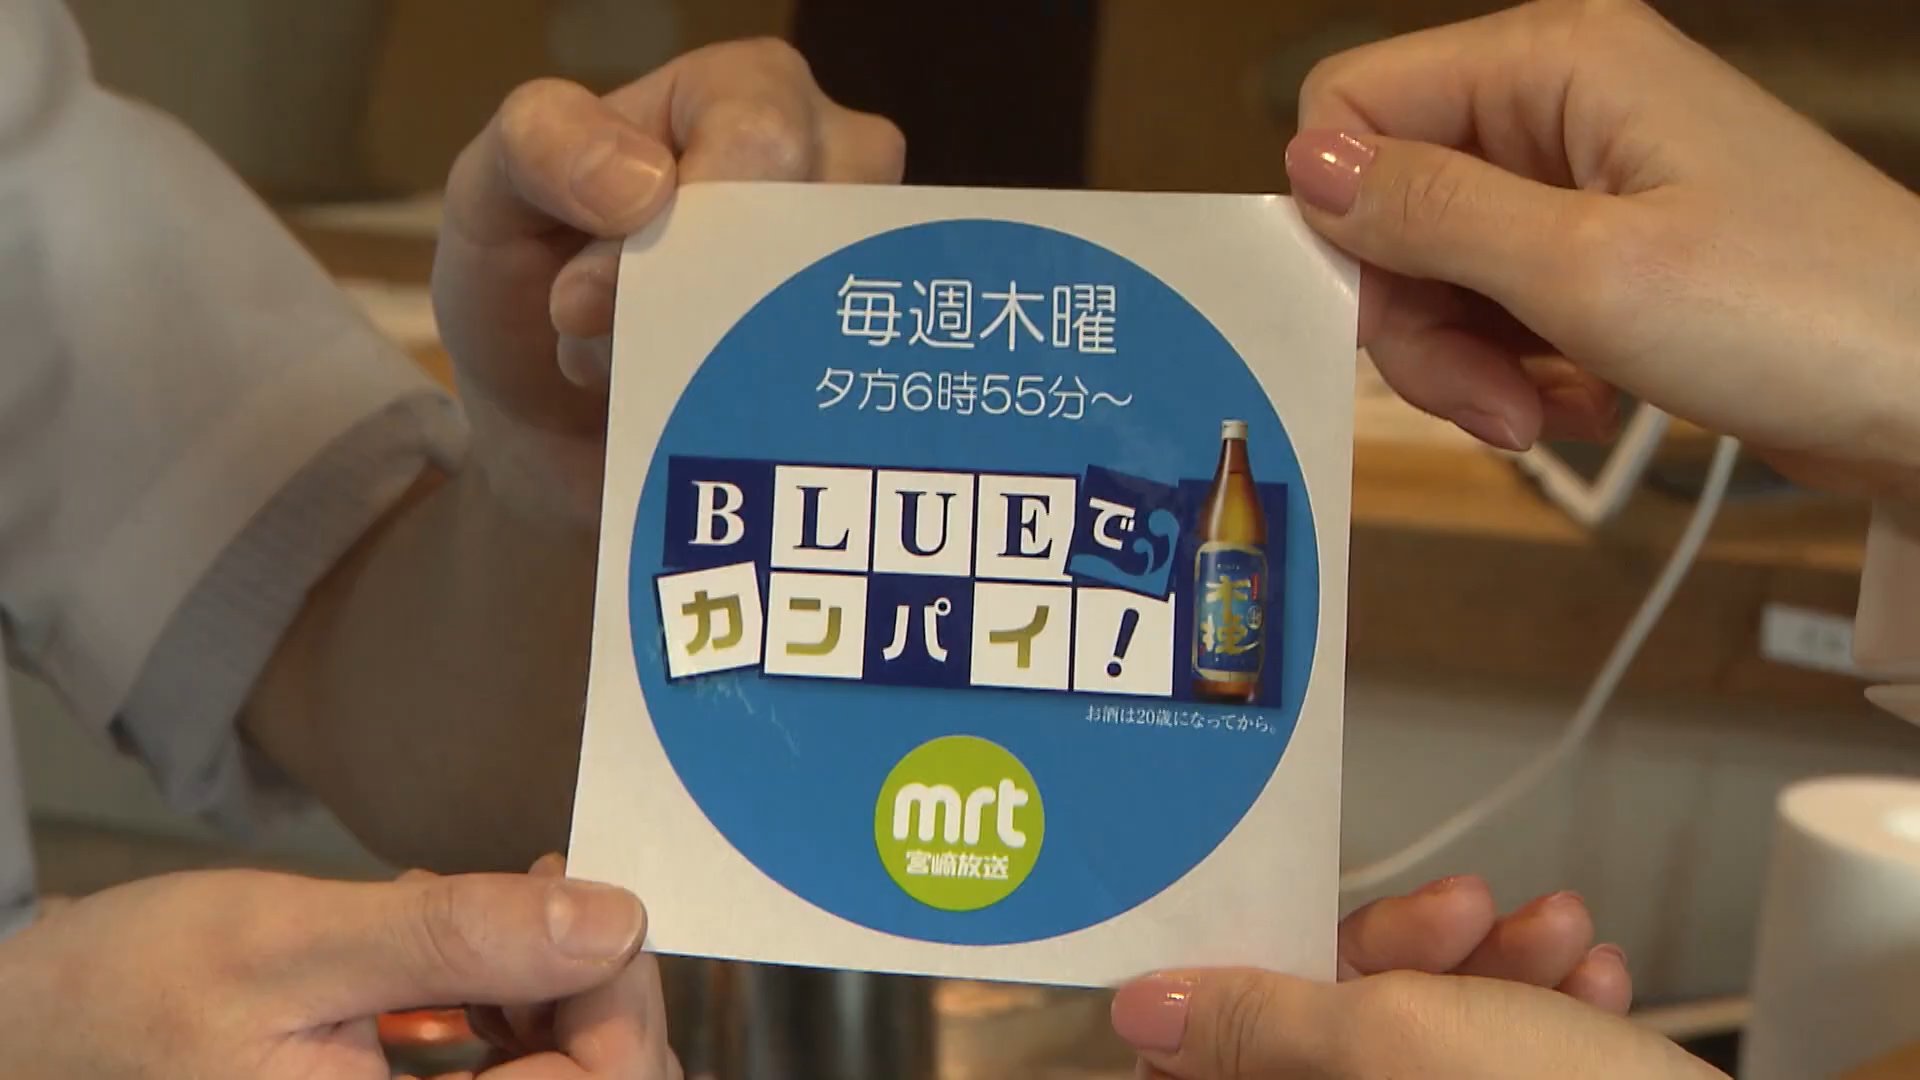 毎週木曜
夕方6時55分～
BLUEで
カンパイ!
木挽
お酒は20歳になってから。
mrt
宮崎放送